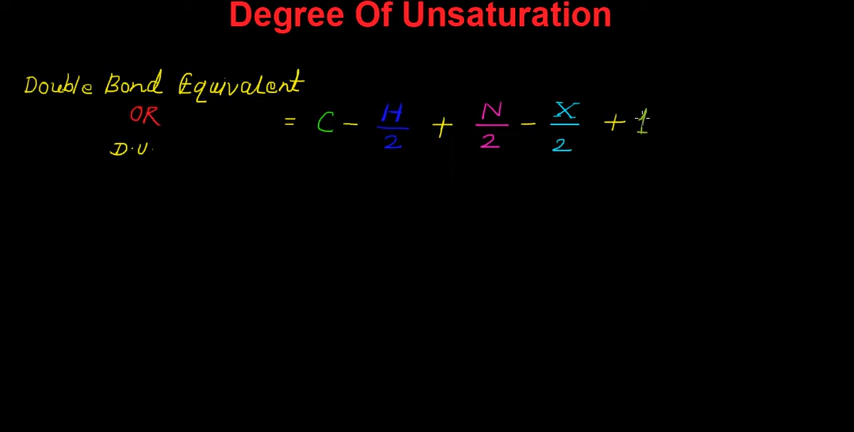 Degree Of Unsaturation
Double Bond Equivalent
OR
D.U.
= C - H/2 + N/2 - X/2 + 1